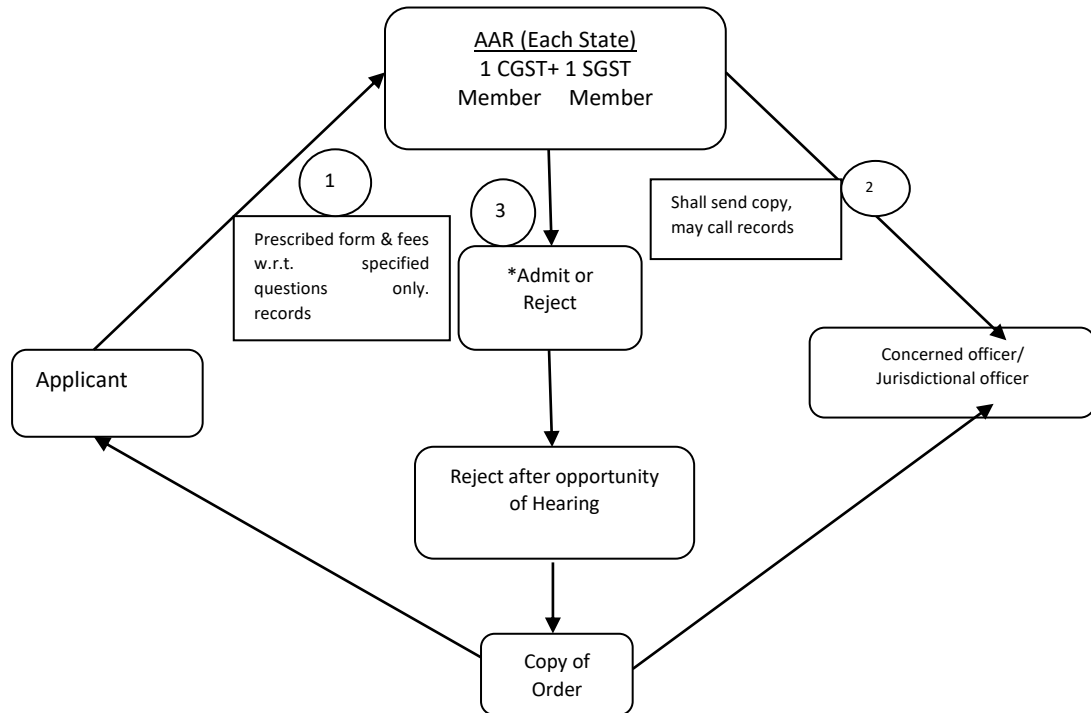 AAR (Each State)
1 CGST+ 1 SGST
Member Member
1
Prescribed form & fees
w.r.t. specified
questions only.
records
3
*Admit or
Reject
Shall send copy,
may call records
2
Applicant
Concerned officer/
Jurisdictional officer
Reject after opportunity
of Hearing
Copy of
Order